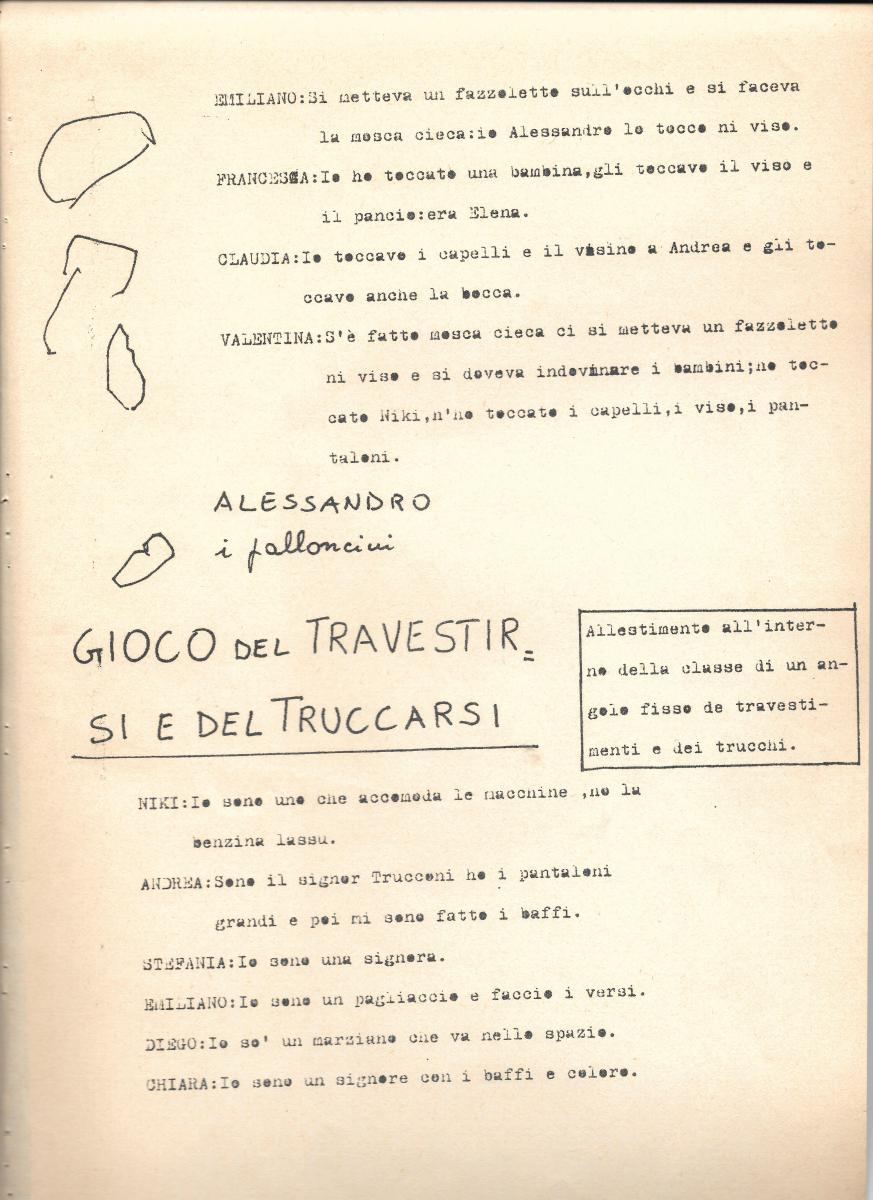 EMILIANO:Si metteva un fazzoletto sull'occhi e si faceva
la mosca cieca:io Alessandro lo tocco ni viso.
FRANCESCA:Io ho toccato una bambina,gli toccavo il viso e
il pancio:era Elena.
CLAUDIA:Io toccavo i capelli e il visino a Andrea e gli to-
ccavo anche la bocca.
VALENTINA:S'è fatto mosca cieca ci si metteva un fazzoletto
ni viso e si doveva indovinare i bambini;ho toc-
cato Niki,n'ho toccato i capelli,i viso,i pan-
taloni.
ALESSANDRO
i palloncini
GIOCO DEL TRAVESTIR=
SI E DEL TRUCCARSI
Allestimento all'inter-
no della classe di un an-
golo fisso de travesti-
menti e dei trucchi.
NIKI:Io sono uno che accomoda le macchine ,ho la
benzina lassu.
ANDREA:Sono il signor Trucconi ho i pantaloni
grandi e poi mi sono fatto i baffi.
STEFANIA:Io sono una signora.
EMILIANO:Io sono un pagliaccio e faccio i versi.
DIEGO:Io so' un marziano che va nello spazio.
CHIARA:Io sono un signore con i baffi e coloro.